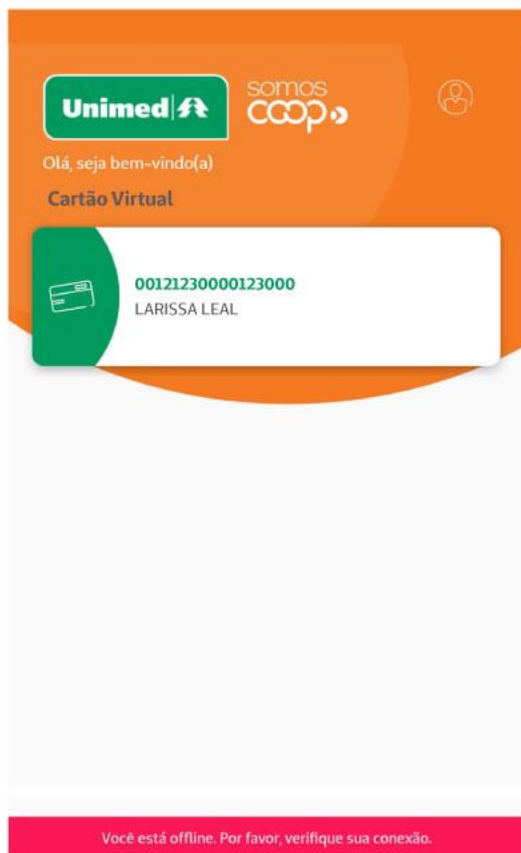 Unimed
somos
coop
Olá, seja bem-vindo(a)
Cartão Virtual
00121230000123000
LARISSA LEAL
Você está offline. Por favor, verifique sua conexão.